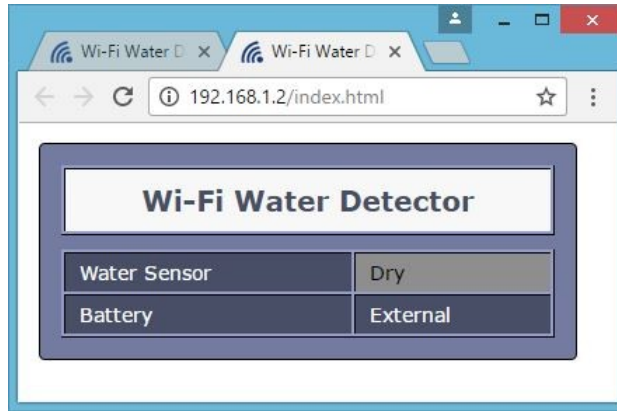 Wi-Fi Water D
Wi-Fi Water D
192.168.1.2/index.html
Wi-Fi Water Detector
Water Sensor Dry
Battery External